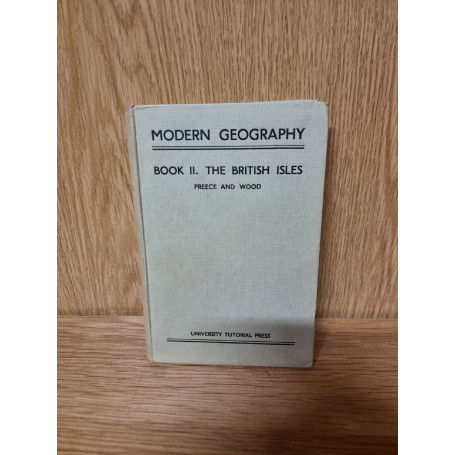 MODERN GEOGRAPHY
BOOK II. THE BRITISH ISLES
PREECE AND WOOD
UNIVERSITY TUTORIAL PRESS